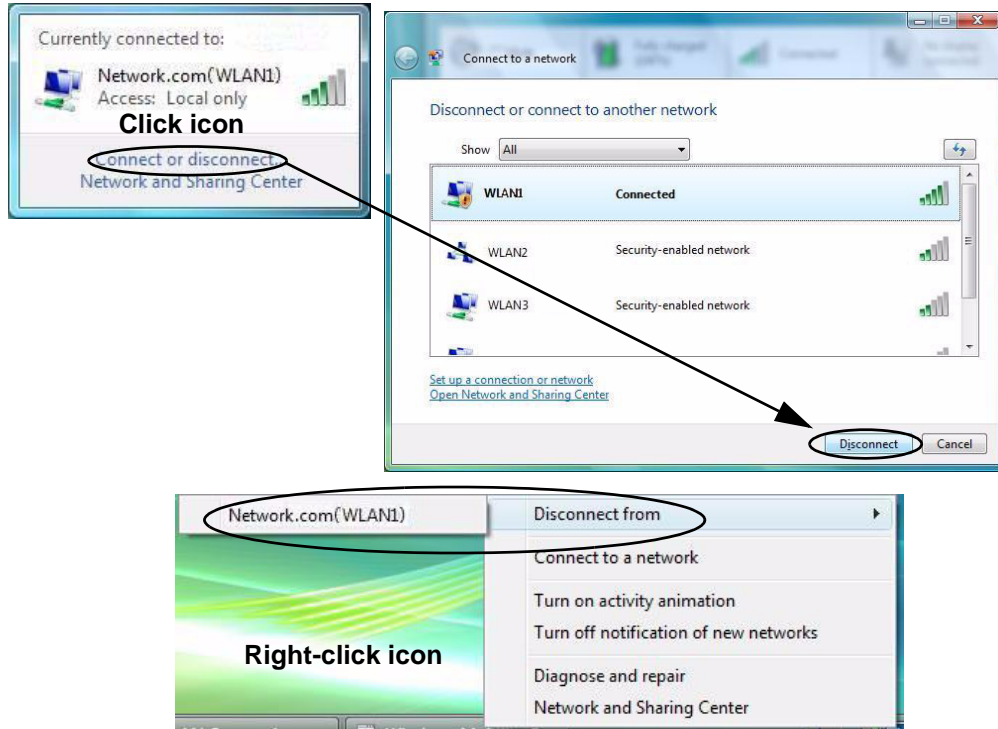 Currently connected to:
Network.com(WLAN1)
Access: Local only
Click icon
Connect or disconnect...
Network and Sharing Center
Connect to a network
Disconnect or connect to another network
Show All
WLAN1 Connected
WLAN2 Security-enabled network
WLAN3 Security-enabled network
Set up a connection or network
Open Network and Sharing Center
Disconnect Cancel
Network.com(WLAN1) Disconnect from
Connect to a network
Turn on activity animation
Turn off notification of new networks
Right-click icon
Diagnose and repair
Network and Sharing Center